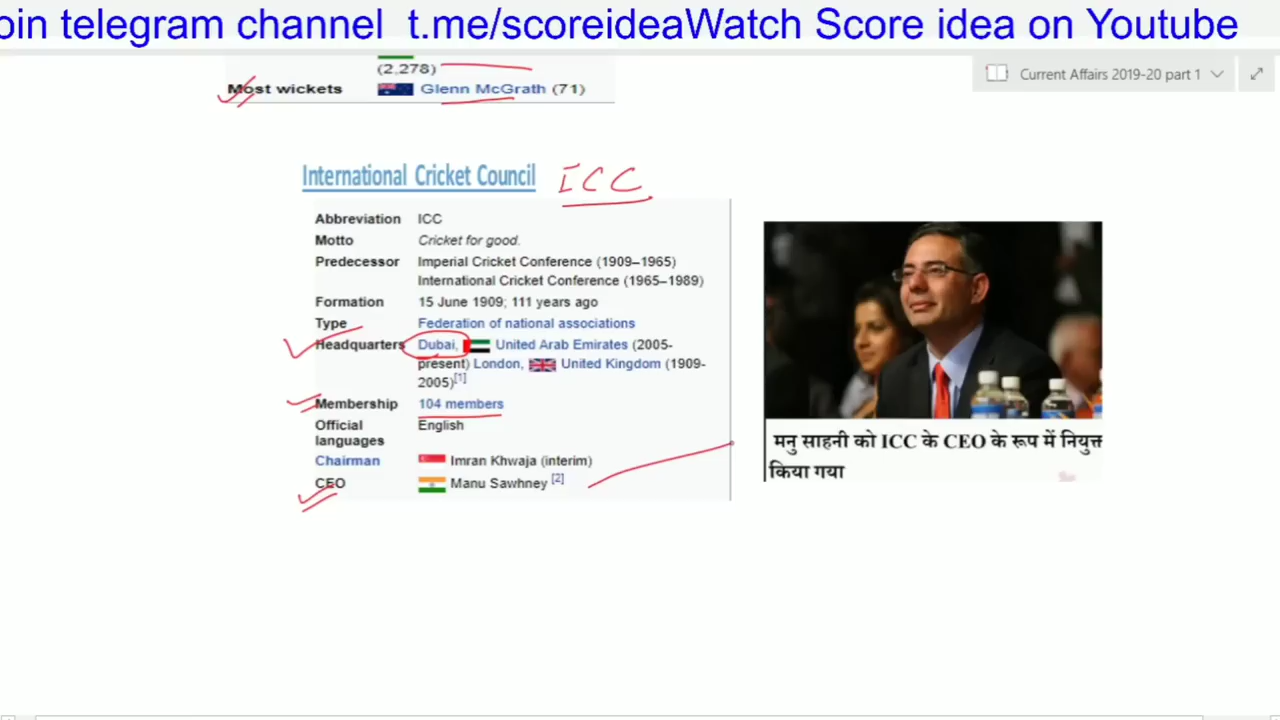 oin telegram channel t.me/scoreideaWatch Score idea on Youtube
(2,278)
Most wickets Glenn McGrath (71)
Current Affairs 2019-20 part 1
International Cricket Council ICC
Abbreviation ICC
Motto Cricket for good.
Predecessor Imperial Cricket Conference (1909–1965)
International Cricket Conference (1965–1989)
Formation 15 June 1909; 111 years ago
Type Federation of national associations
Headquarters Dubai, United Arab Emirates (2005-
present) London, United Kingdom (1909-
2005)[1]
Membership 104 members
Official English
languages
Chairman Imran Khwaja (interim)
CEO Manu Sawhney [2]
मनु साहनी को ICC के CEO के रूप में नियुक्त
किया गया